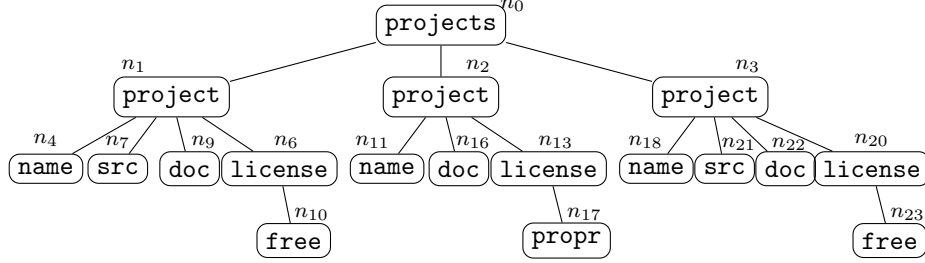 n0
projects
n1 n2 n3
project project project
n4 n7 n9 n6 n11 n16 n13 n18 n21 n22 n20
name src doc license name doc license name src doc license
n10 n17 n23
free propr free